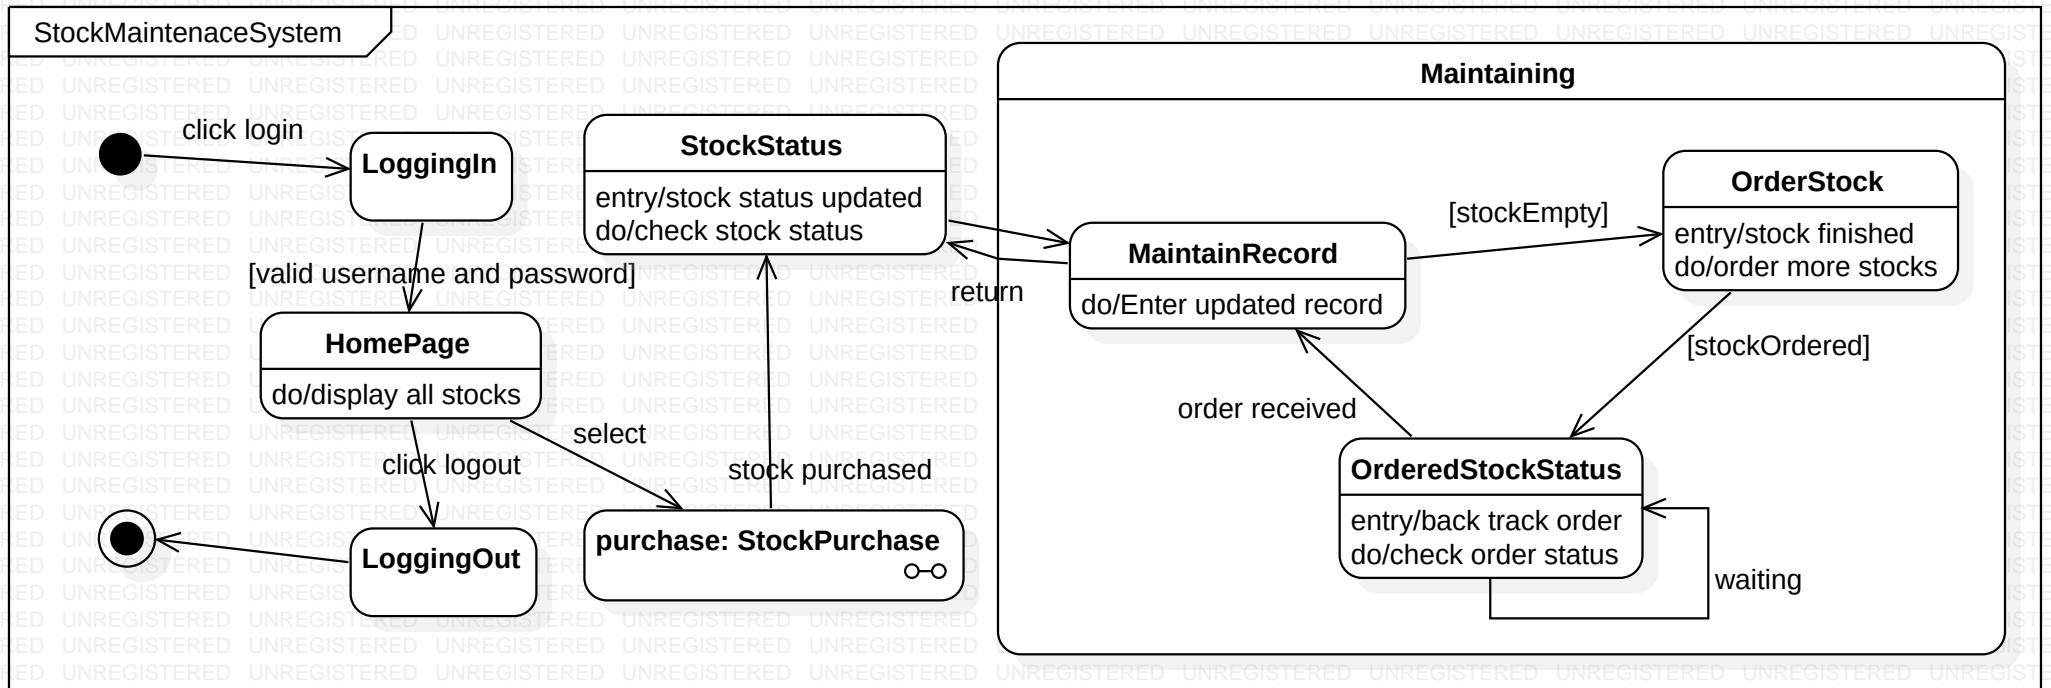 StockMaintenaceSystem
Maintaining
click login
LoggingIn
StockStatus
entry/stock status updated
do/check stock status
OrderStock
entry/stock finished
do/order more stocks
[stockEmpty]
MaintainRecord
do/Enter updated record
[valid username and password]
return
HomePage
do/display all stocks
[stockOrdered]
order received
select
click logout
stock purchased
OrderedStockStatus
entry/back track order
do/check order status
purchase: StockPurchase
LoggingOut
waiting
UNREGISTERED